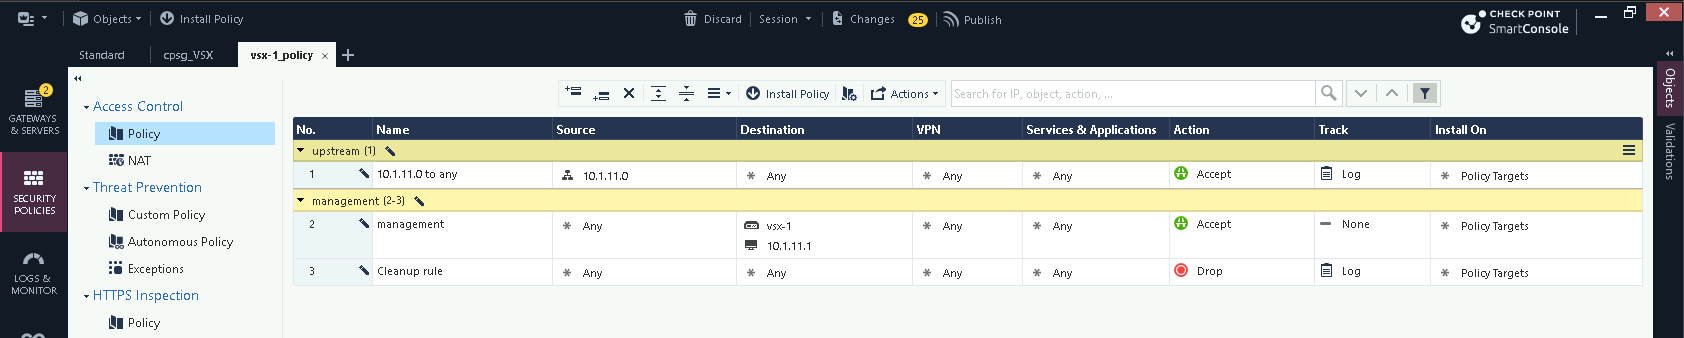 Objects
Install Policy
Discard
Session
Changes
25
Publish
CHECK POINT
SmartConsole
Standard
cpsg_VSX
vsx-1_policy
2
GATEWAYS
& SERVERS
SECURITY
POLICIES
LOGS &
MONITOR
Access Control
Policy
NAT
Threat Prevention
Custom Policy
Autonomous Policy
Exceptions
HTTPS Inspection
Policy
Install Policy
Actions
Search for IP, object, action, ...
No. Name Source Destination VPN Services & Applications Action Track Install On
upstream (1)
1 10.1.11.0 to any 10.1.11.0 Any Any Any Accept Log Policy Targets
management (2-3)
2 management Any vsx-1 Any Any Accept None Policy Targets
10.1.11.1
3 Cleanup rule Any Any Any Any Drop Log Policy Targets
Objects
Validations